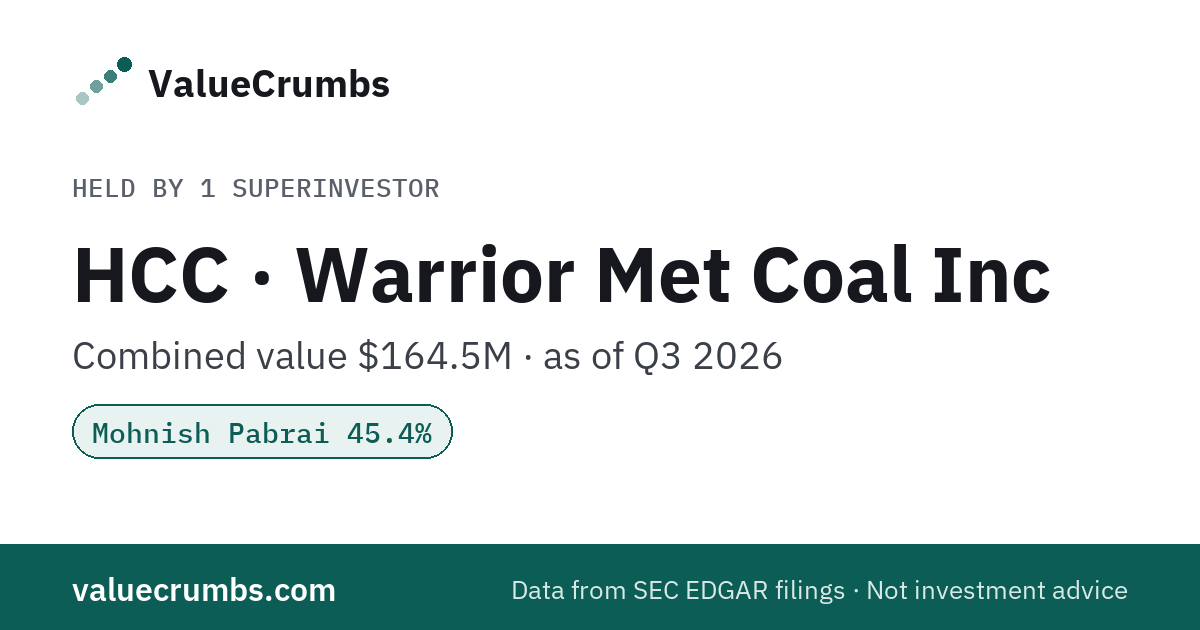 ValueCrumbs
HELD BY 1 SUPERINVESTOR
HCC · Warrior Met Coal Inc
Combined value $164.5M · as of Q3 2026
Mohnish Pabrai 45.4%
valuecrumbs.com
Data from SEC EDGAR filings · Not investment advice